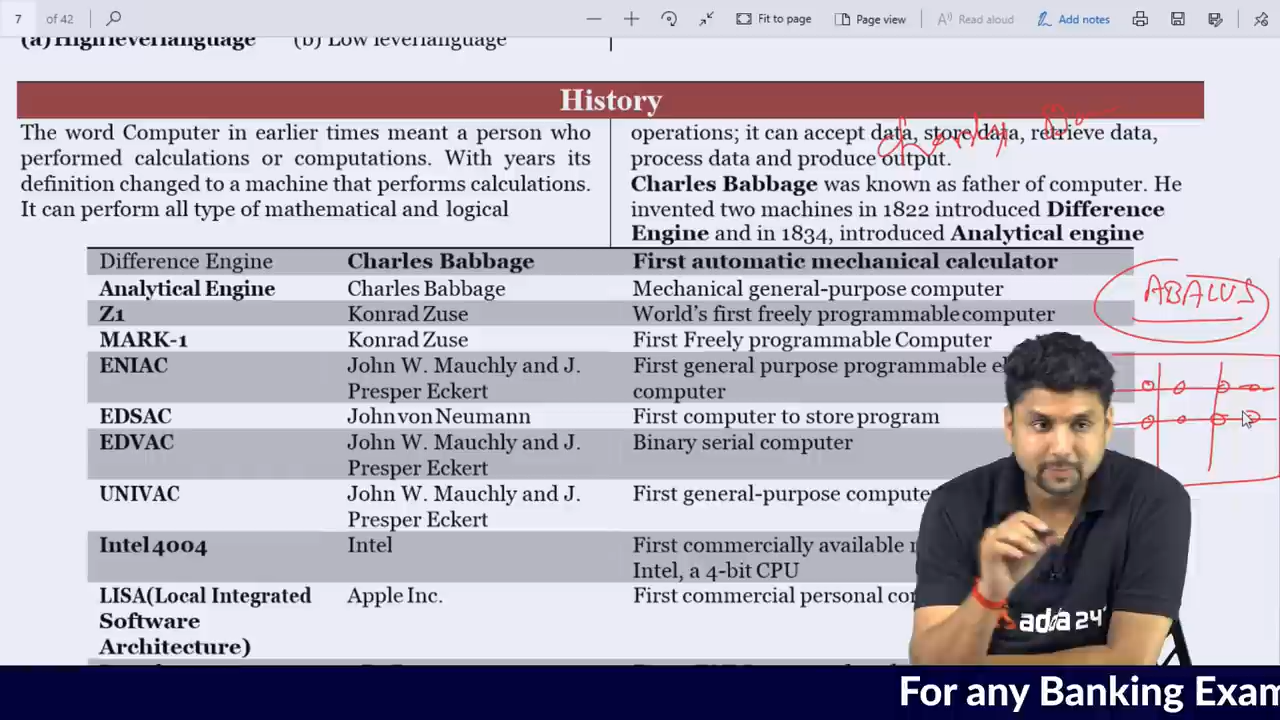 7 of 42 Fit to page Page view Read aloud Add notes
(a) High level language (b) Low level language
History
The word Computer in earlier times meant a person who
performed calculations or computations. With years its
definition changed to a machine that performs calculations.
It can perform all type of mathematical and logical
operations; it can accept data, store data, retrieve data,
process data and produce output.
Charles Babbage was known as father of computer. He
invented two machines in 1822 introduced Difference
Engine and in 1834, introduced Analytical engine
Difference Engine Charles Babbage First automatic mechanical calculator
Analytical Engine Charles Babbage Mechanical general-purpose computer
Z1 Konrad Zuse World's first freely programmable computer
MARK-1 Konrad Zuse First Freely programmable Computer
ENIAC John W. Mauchly and J. First general purpose programmable
Presper Eckert computer
EDSAC John von Neumann First computer to store program
EDVAC John W. Mauchly and J. Binary serial computer
Presper Eckert
UNIVAC John W. Mauchly and J. First general-purpose
Presper Eckert
Intel 4004 Intel First commercially available
Intel, a 4-bit CPU
LISA(Local Integrated Apple Inc. First commercial personal
Software
Architecture)
ABACUS
adda 24
For any Banking Exam